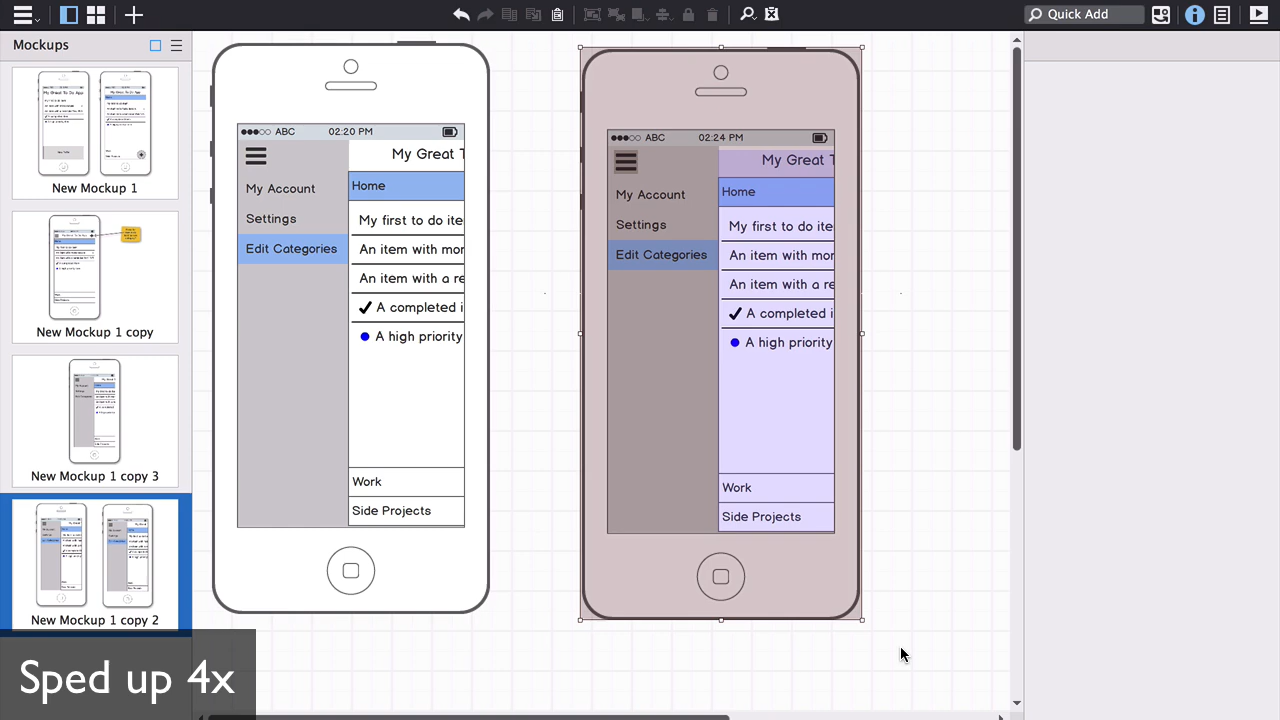 Quick Add
Mockups
New Mockup 1
New Mockup 1 copy
New Mockup 1 copy 3
New Mockup 1 copy 2
Sped up 4x
ABC 02:20 PM
My Great T
My Account
Settings
Edit Categories
Home
My first to do ite
An item with mor
An item with a re
A completed i
A high priority
Work
Side Projects
ABC 02:24 PM
My Great T
My Account
Settings
Edit Categories
Home
My first to do ite
An item with mor
An item with a re
A completed i
A high priority
Work
Side Projects